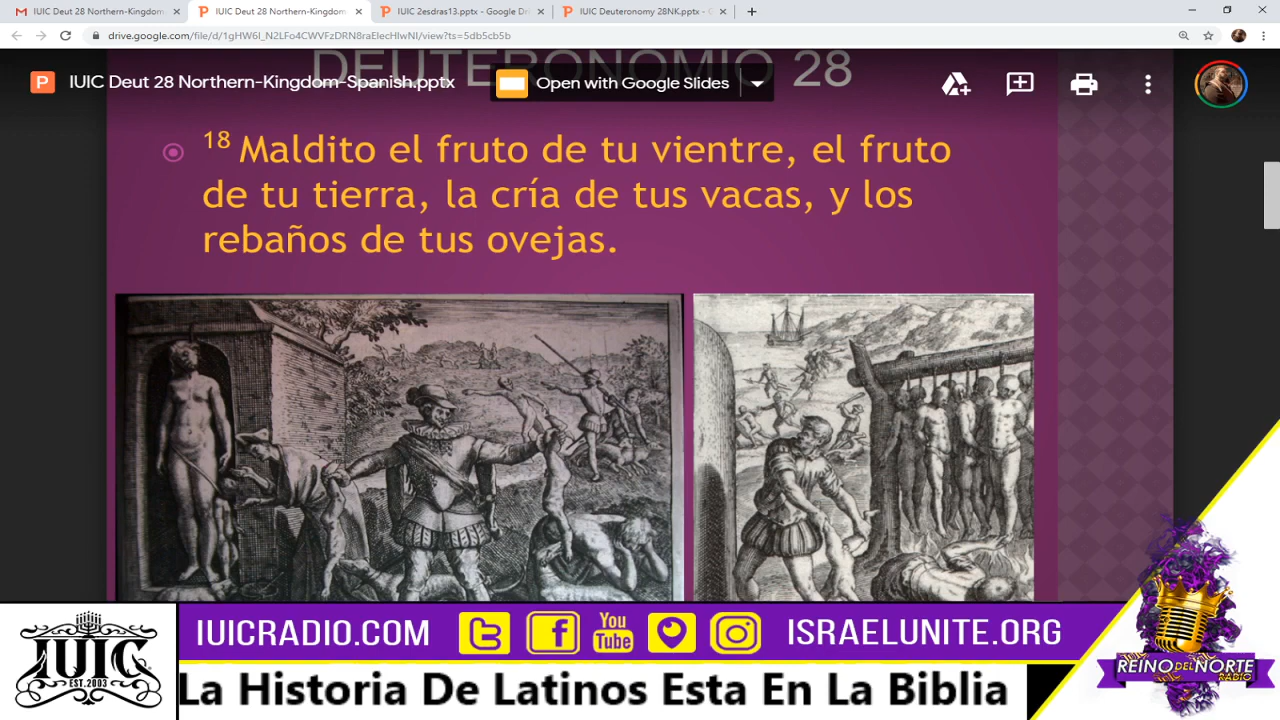 IUIC Deut 28 Northern-Kingdom
IUIC Deut 28 Northern-Kingdom
IUIC 2esdras13.pptx - Google Dri
IUIC Deuteronomy 28NK.pptx - G
drive.google.com/file/d/1gHW6l_N2LFo4CWVFzDRN8raElecHlwNI/view?ts=5db5cb5b
DEUTERONOMIO 28
P IUIC Deut 28 Northern-Kingdom-Spanish.pptx
Open with Google Slides
18 Maldito el fruto de tu vientre, el fruto
de tu tierra, la cría de tus vacas, y los
rebaños de tus ovejas.
IUIC
EST. 2003
IUICRADIO.COM
You
Tube
ISRAELUNITE.ORG
La Historia De Latinos Esta En La Biblia
REINO DEL NORTE
RADIO